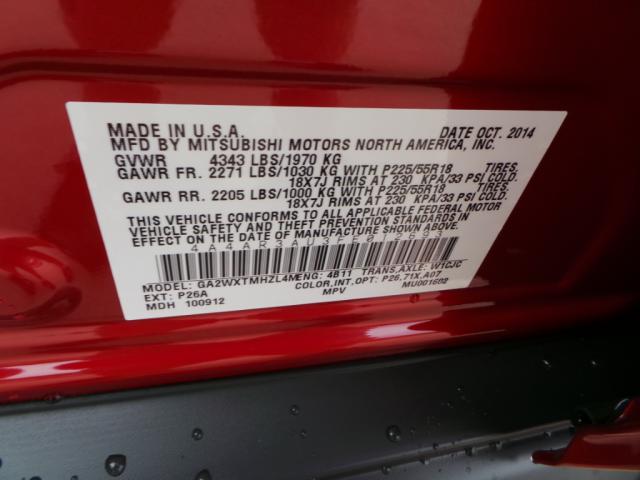 MADE IN U.S.A. DATE OCT. 2014
MFD BY MITSUBISHI MOTORS NORTH AMERICA, INC.
GVWR 4343 LBS/1970 KG
GAWR FR. 2271 LBS/1030 KG WITH P225/55R18 TIRES,
18X7J RIMS AT 230 KPA/33 PSI COLD.
GAWR RR. 2205 LBS/1000 KG WITH P225/55R18 TIRES,
18X7J RIMS AT 230 KPA/33 PSI COLD.
THIS VEHICLE CONFORMS TO ALL APPLICABLE FEDERAL MOTOR
VEHICLE SAFETY, BUMPER, AND THEFT PREVENTION STANDARDS IN
EFFECT ON THE DATE OF MANUFACTURE SHOWN ABOVE.
4A4AR3AU3FE012693
MODEL: GA2WXTMHZL4M ENG: 4B11 TRANS, AXLE: W1CJC
EXT: P26A COLOR, INT, OPT: P26, 71X, A07
MDH 100912 MPV MU001602